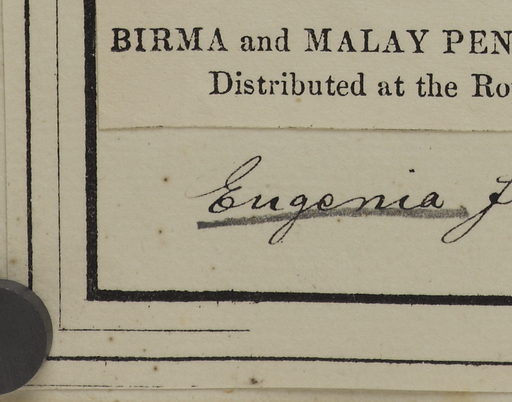 BIRMA and MALAY PEN
Distributed at the Ro
Eugenia